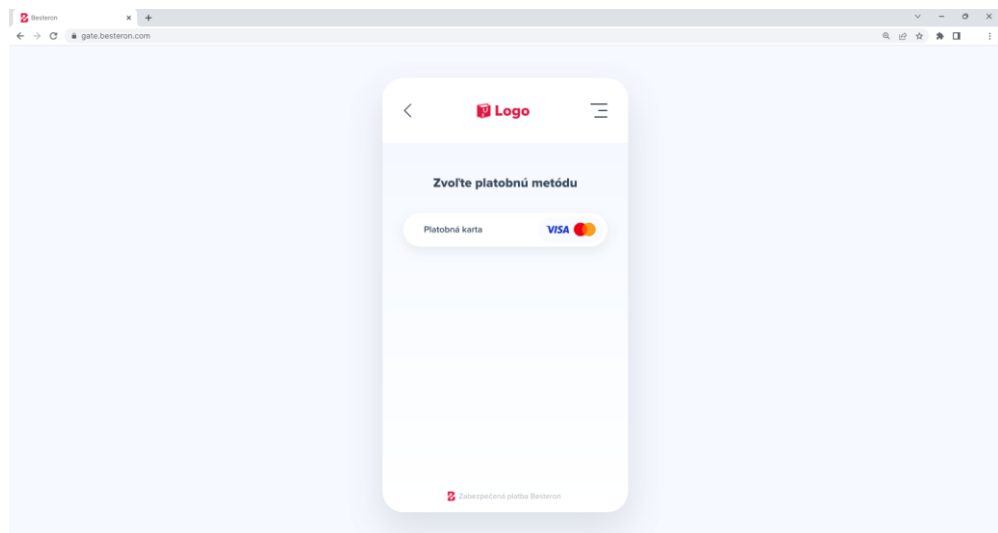 Besteron
gate.besteron.com
Logo
Zvoľte platobnú metódu
Platobná karta
VISA
Zabezpečená platba Besteron